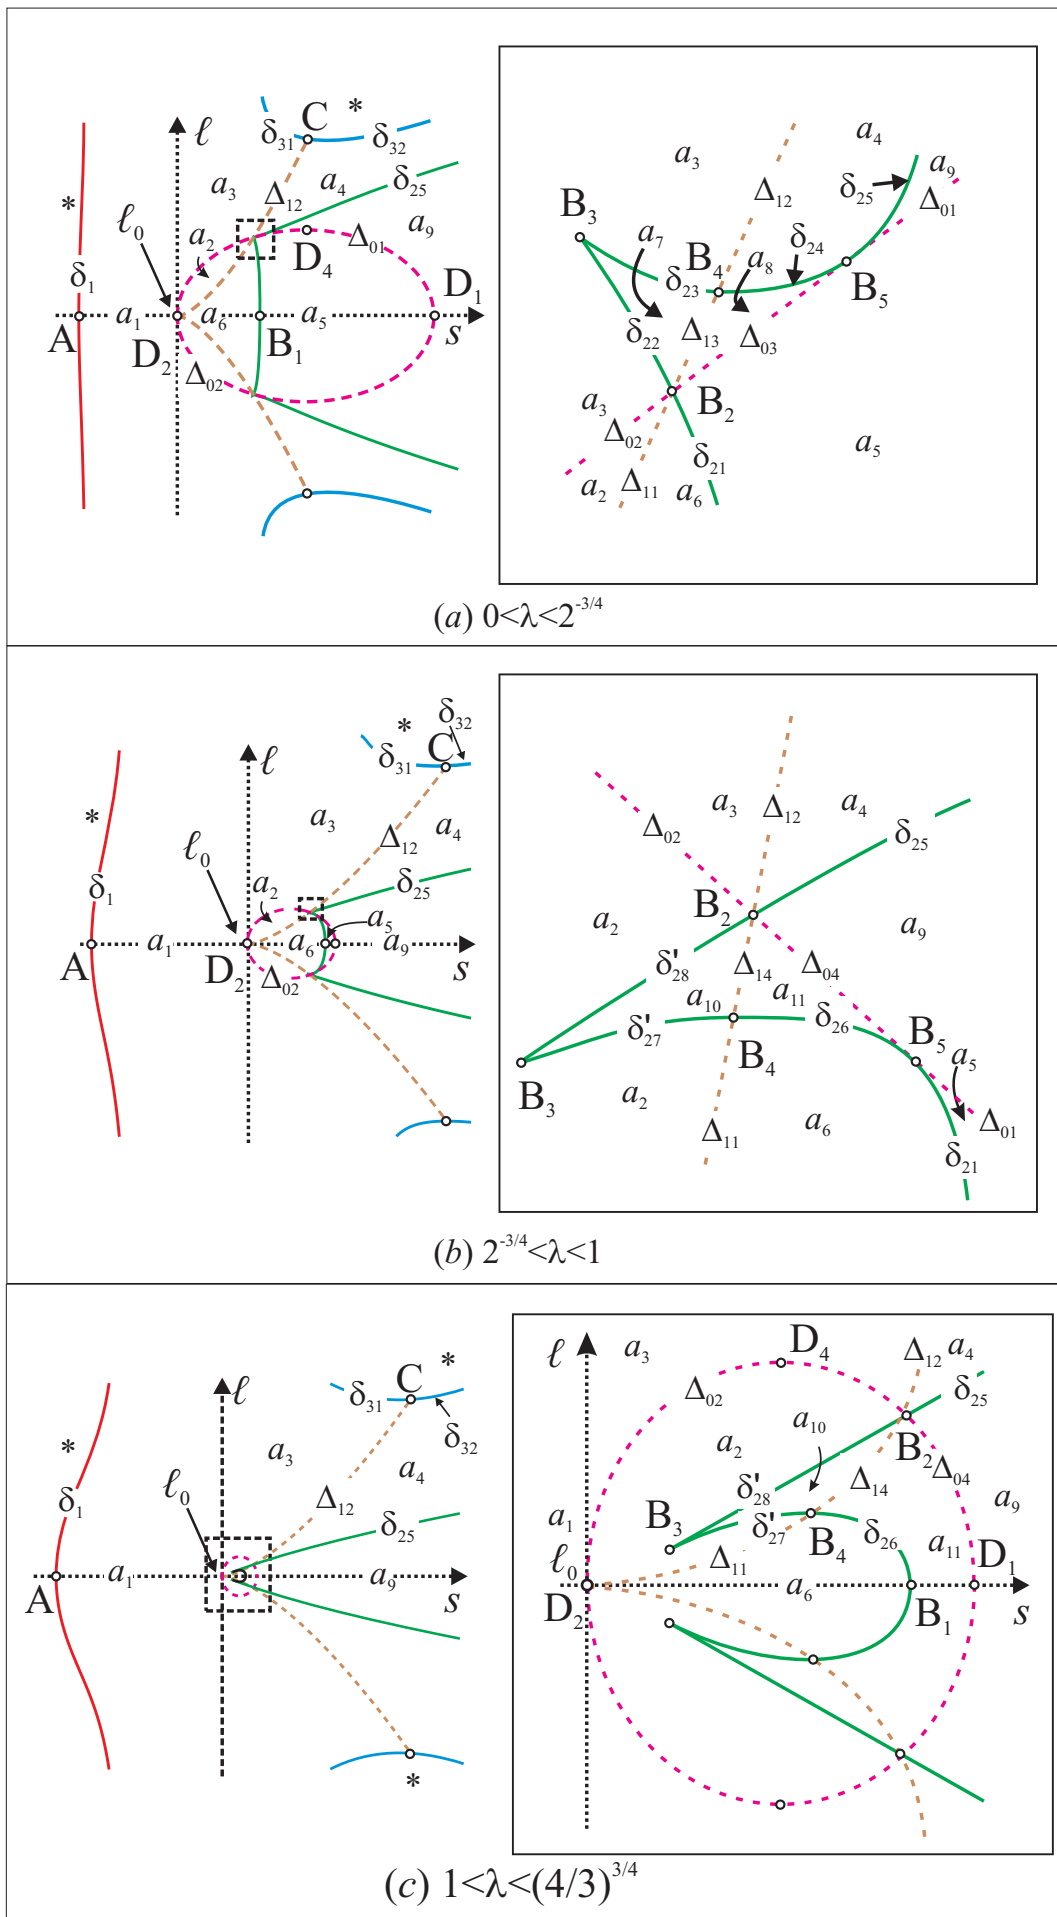 * C
δ₃₁ δ₃₂
ℓ
a₃ Δ₁₂ a₄ δ₂₅
*
ℓ₀ a₂ D₄ Δ₀₁ a₉
δ₁ D₁
A a₁ D₂ a₆ B₁ a₅ s
Δ₀₂
a₃ Δ₁₂ a₄ a₉
δ₂₅ Δ₀₁
B₃ a₇ B₄ a₈ δ₂₄ B₅
δ₂₃
δ₂₂ Δ₁₃ Δ₀₃
a₃ B₂
Δ₀₂ a₅
δ₂₁
a₂ Δ₁₁ a₆
(a) 0<λ<2^{-3/4}
δ₃₂
* C
δ₃₁
ℓ
*
a₃ Δ₁₂ a₄
ℓ₀ δ₂₅
δ₁ a₂ a₅
A a₁ D₂ a₆ a₉ s
Δ₀₂
a₃ Δ₁₂ a₄
Δ₀₂ δ₂₅
B₂
a₂ a₉
δ'₂₈ Δ₁₄ Δ₀₄
a₁₀ a₁₁
δ'₂₇ δ₂₆ B₅
B₃ B₄ a₅
a₂ Δ₁₁ a₆ Δ₀₁
δ₂₁
(b) 2^{-3/4}<λ<1
C *
δ₃₁ δ₃₂
ℓ
*
a₃ a₄
ℓ₀ Δ₁₂
δ₁ δ₂₅
A a₁ a₉ s
*
ℓ a₃ D₄ Δ₁₂ a₄
Δ₀₂ δ₂₅
a₁₀
a₂ B₂
δ'₂₈ Δ₁₄ Δ₀₄
a₁ B₃ δ'₂₇ B₄ δ₂₆ a₉
ℓ₀ Δ₁₁ a₁₁ D₁
D₂ a₆ B₁ s
(c) 1<λ<(4/3)^{3/4}